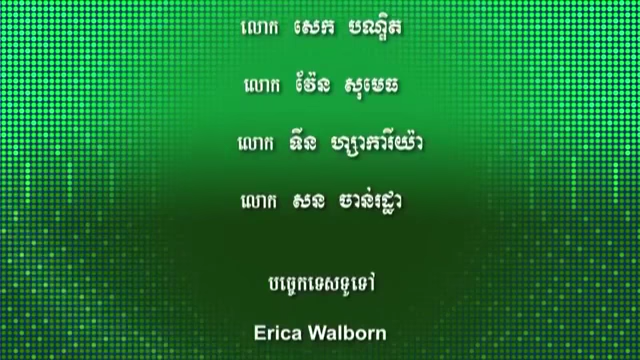 លោក សេក បណ្ឌិត
លោក វ៉ែន សុមេធ
លោក ទីន ហ្សាការីយ៉ា
លោក សន ចាន់រដ្ឋា
បច្ចេកទេសទូទៅ
Erica Walborn